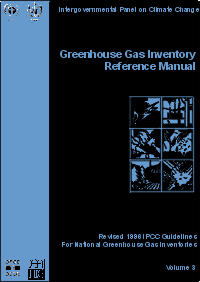 Intergovernmental Panel on Climate Change
Greenhouse Gas Inventory
Reference Manual
Revised 1996 IPCC Guidelines
For National Greenhouse Gas Inventories
Volume 3